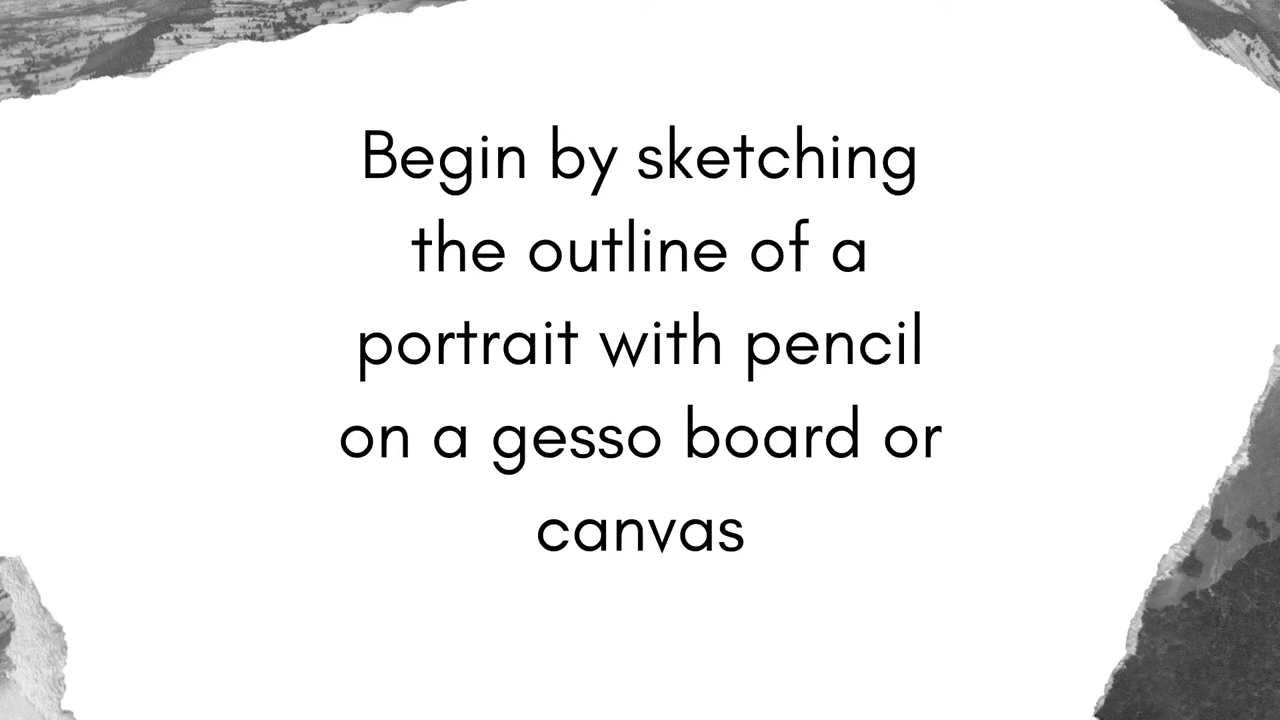 Begin by sketching
the outline of a
portrait with pencil
on a gesso board or
canvas